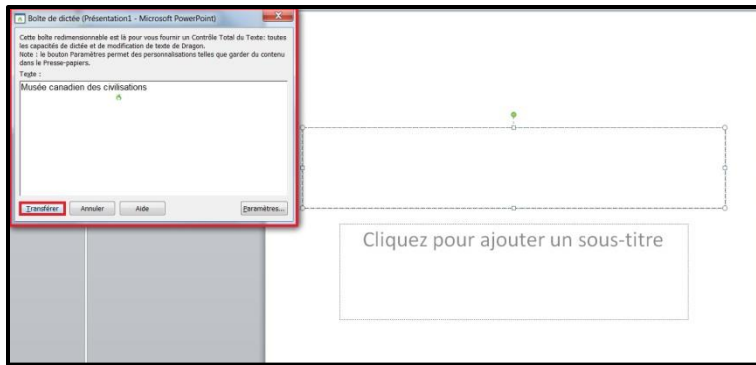 Boîte de dictée (Présentation1 - Microsoft PowerPoint)
Cette boîte redimensionnable est là pour vous fournir un Contrôle Total du Texte: toutes
les capacités de dictée et de modification de texte de Dragon.
Note : le bouton Paramètres permet des personnalisations telles que garder du contenu
dans le Presse-papiers.
Texte :
Musée canadien des civilisations
Transférer Annuler Aide Paramètres...
Cliquez pour ajouter un sous-titre